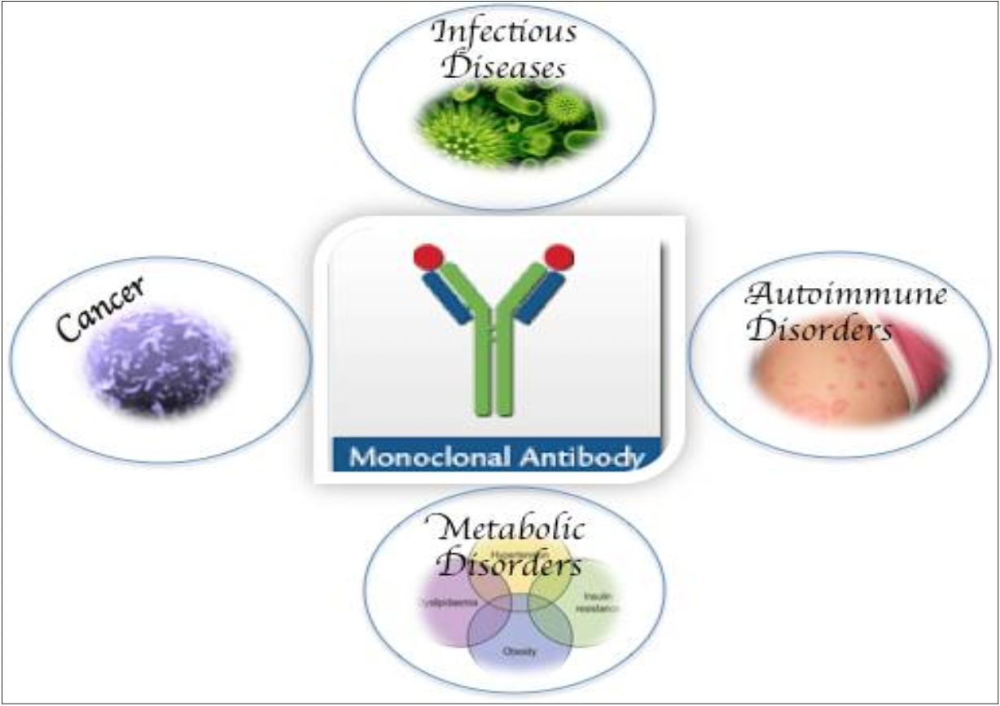 Infectious
Diseases
Cancer
Autoimmune
Disorders
Monoclonal Antibody
Metabolic
Disorders
Hypertension
Dyslipidaemia
Insulin
resistance
Obesity